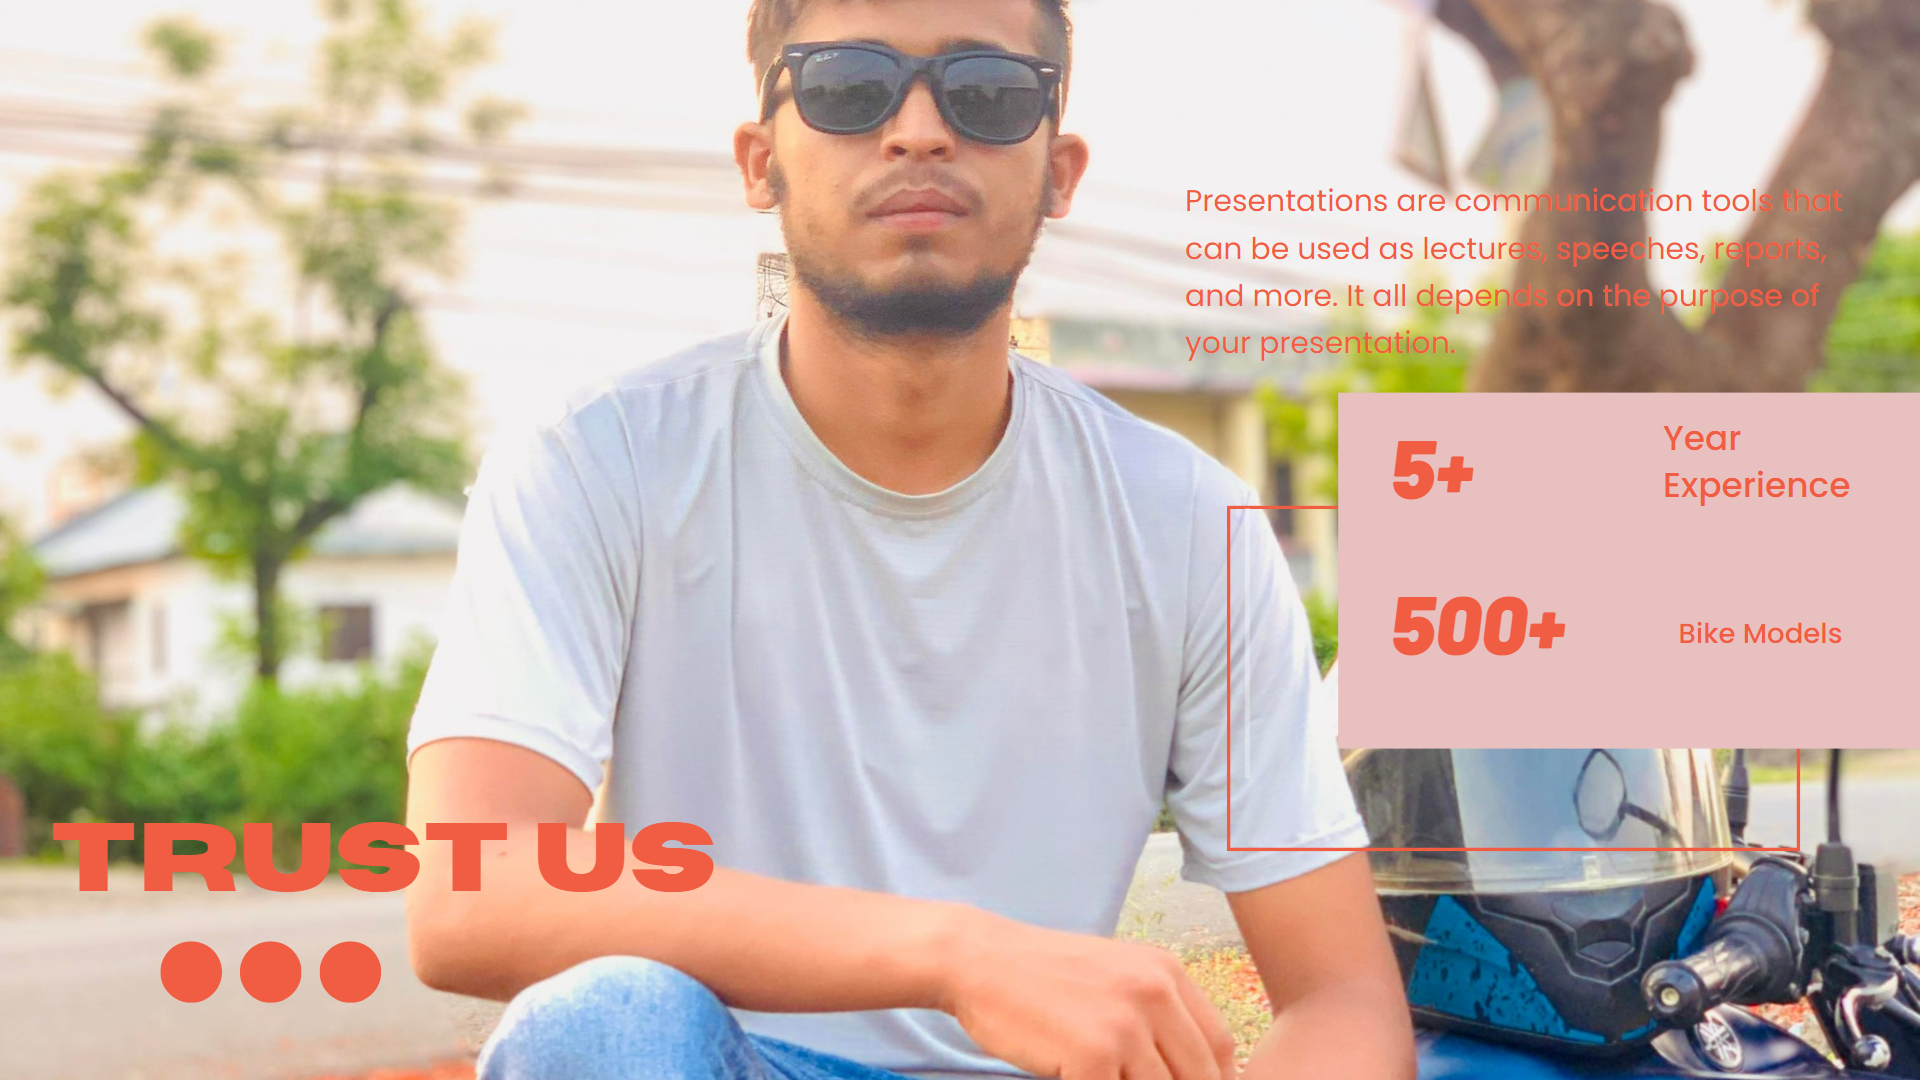 Presentations are communication tools that
can be used as lectures, speeches, reports,
and more. It all depends on the purpose of
your presentation.
5+
Year
Experience
500+
Bike Models
TRUST US